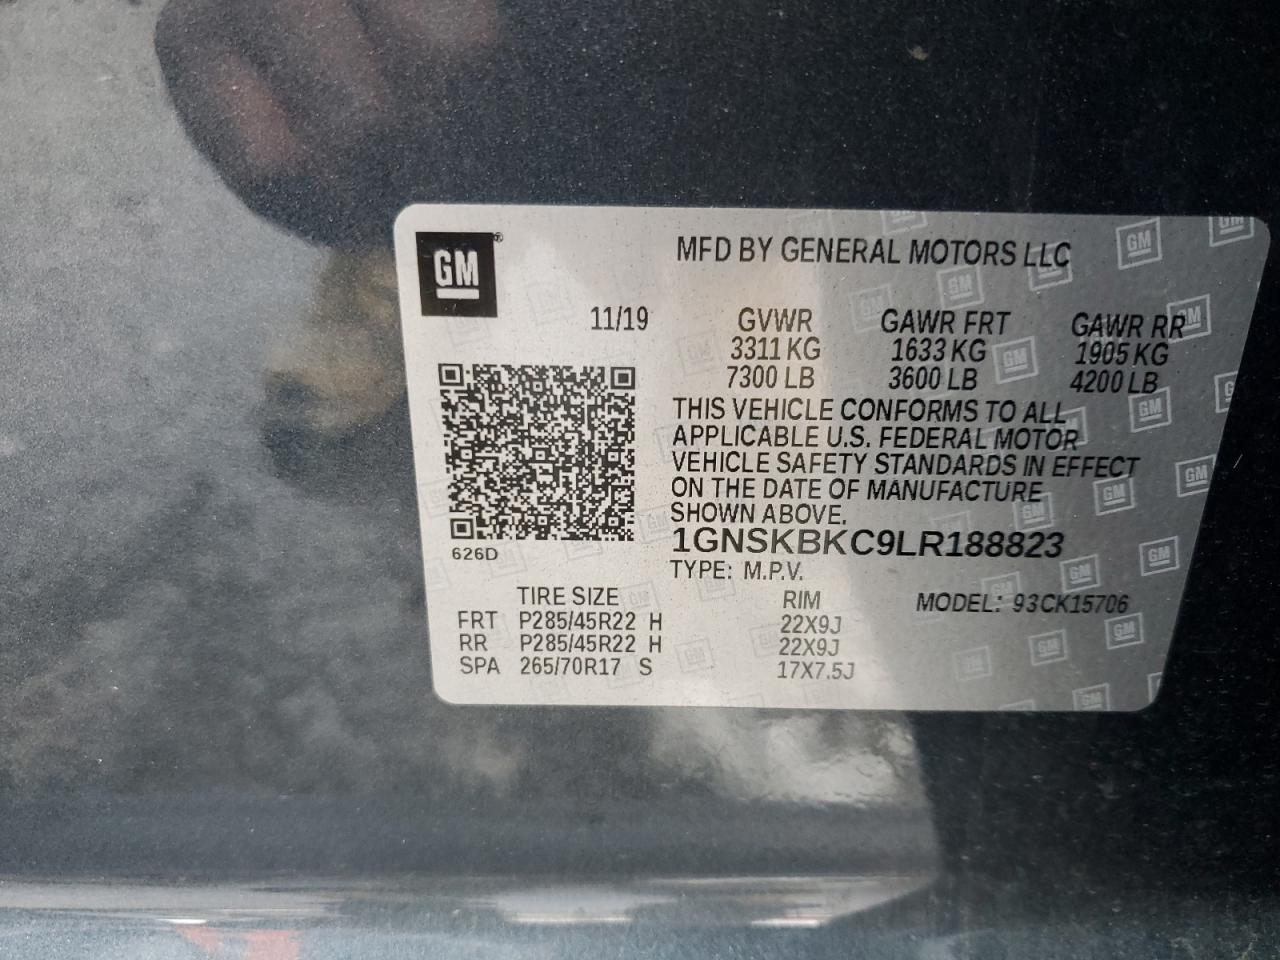 GM®
MFD BY GENERAL MOTORS LLC
11/19
GVWR GAWR FRT GAWR RR
3311 KG 1633 KG 1905 KG
7300 LB 3600 LB 4200 LB
THIS VEHICLE CONFORMS TO ALL
APPLICABLE U.S. FEDERAL MOTOR
VEHICLE SAFETY STANDARDS IN EFFECT
ON THE DATE OF MANUFACTURE
SHOWN ABOVE.
626D
1GNSKBKC9LR188823
TYPE: M.P.V.
TIRE SIZE RIM MODEL: 93CK15706
FRT P285/45R22 H 22X9J
RR P285/45R22 H 22X9J
SPA 265/70R17 S 17X7.5J